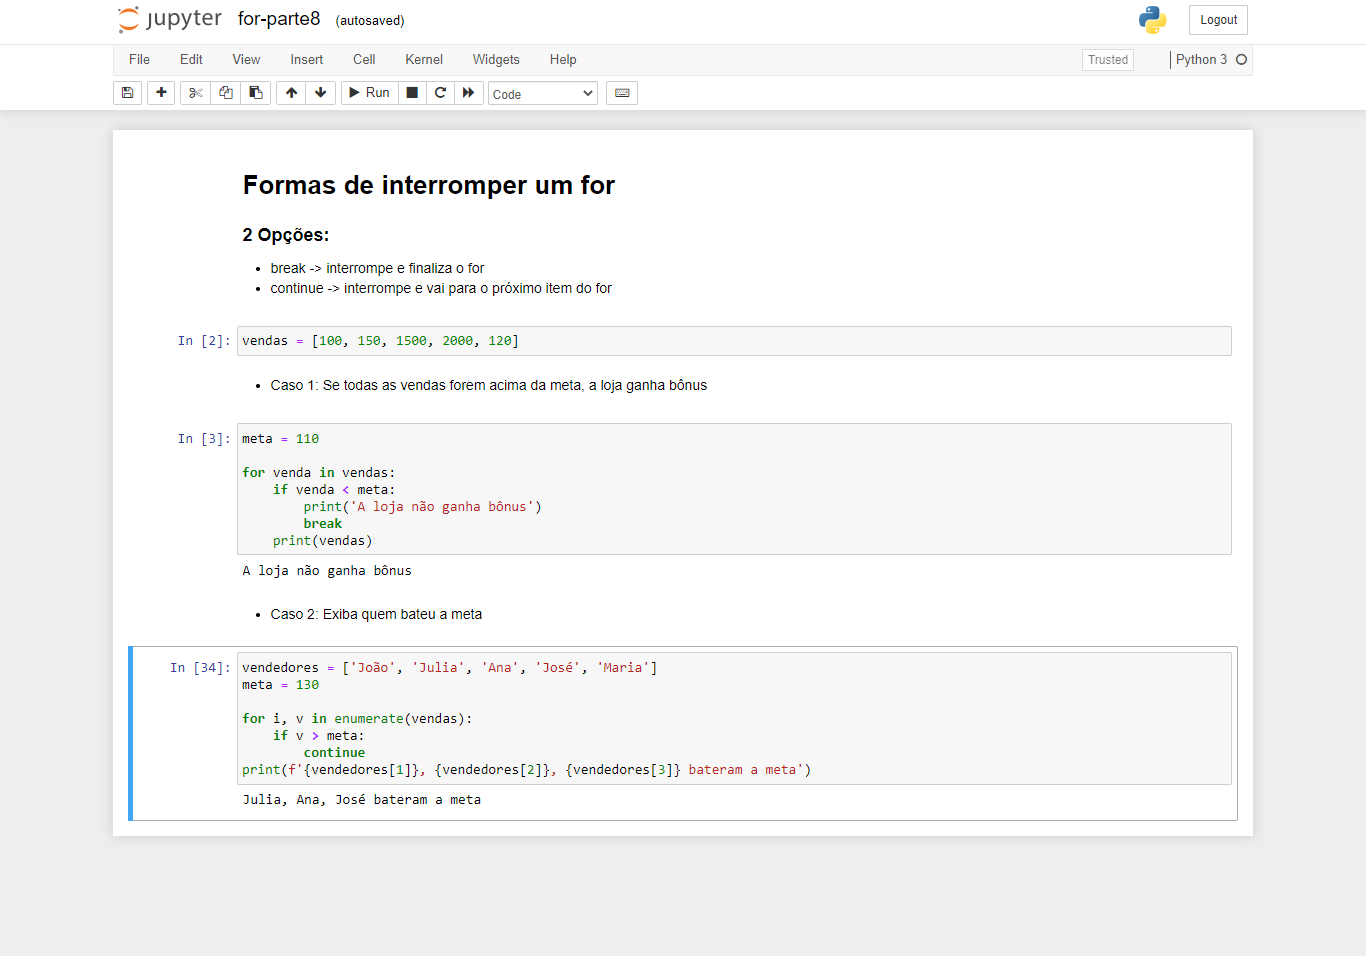 jupyter for-parte8 (autosaved)
Logout
File Edit View Insert Cell Kernel Widgets Help
Trusted Python 3
Run Code
Formas de interromper um for
2 Opções:
break -> interrompe e finaliza o for
continue -> interrompe e vai para o próximo item do for
In [2]: vendas = [100, 150, 1500, 2000, 120]
Caso 1: Se todas as vendas forem acima da meta, a loja ganha bônus
In [3]: meta = 110
for venda in vendas:
    if venda < meta:
        print('A loja não ganha bônus')
        break
    print(vendas)
A loja não ganha bônus
Caso 2: Exiba quem bateu a meta
In [34]: vendedores = ['João', 'Julia', 'Ana', 'José', 'Maria']
meta = 130
for i, v in enumerate(vendas):
    if v > meta:
        continue
print(f'{vendedores[1]}, {vendedores[2]}, {vendedores[3]} bateram a meta')
Julia, Ana, José bateram a meta